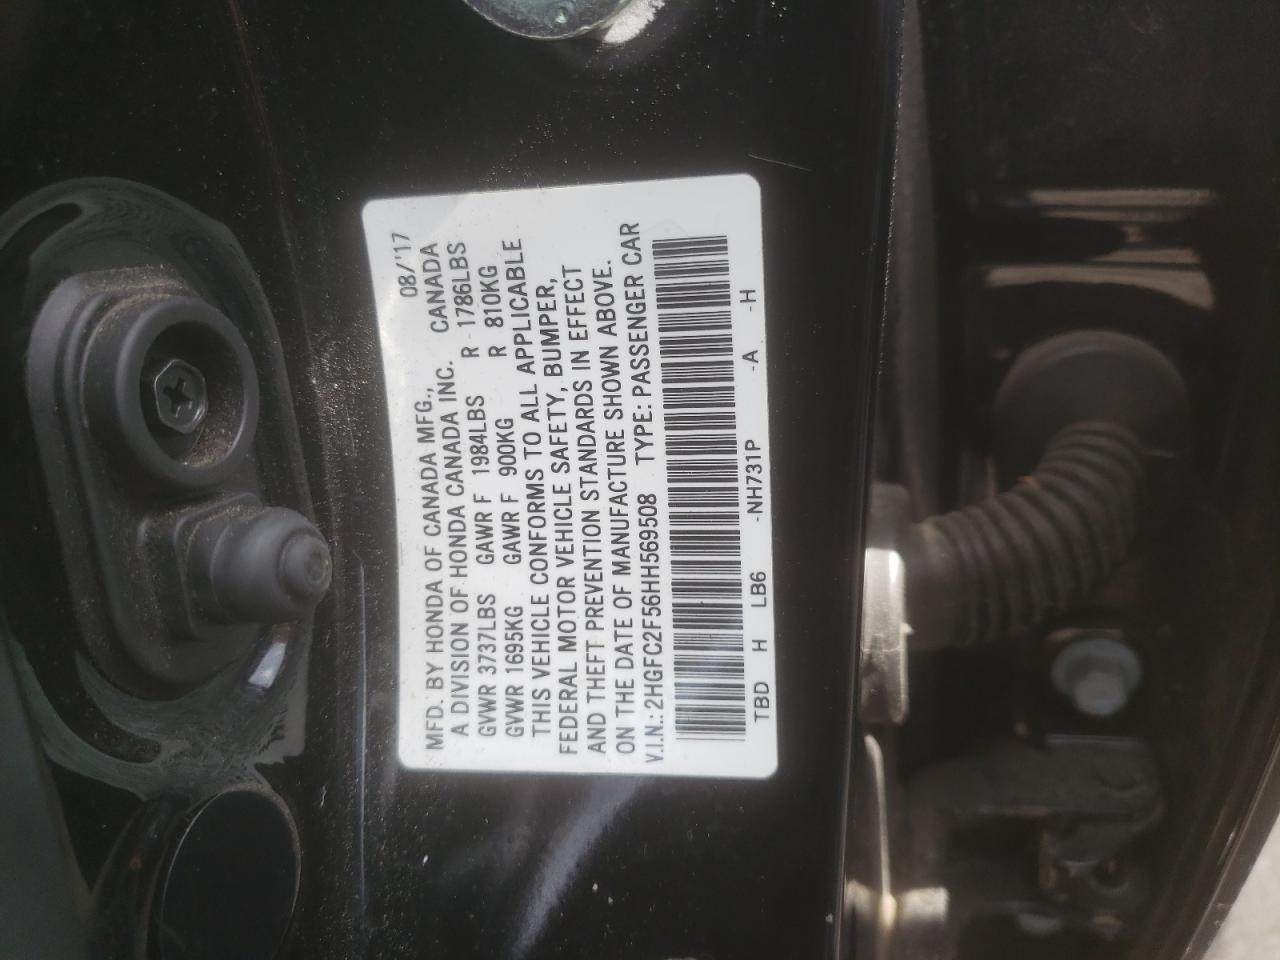 MFD. BY HONDA OF CANADA MFG., 08/'17
A DIVISION OF HONDA CANADA INC. CANADA
GVWR 3737LBS GAWR F 1984LBS R 1786LBS
GVWR 1695KG GAWR F 900KG R 810KG
THIS VEHICLE CONFORMS TO ALL APPLICABLE
FEDERAL MOTOR VEHICLE SAFETY, BUMPER,
AND THEFT PREVENTION STANDARDS IN EFFECT
ON THE DATE OF MANUFACTURE SHOWN ABOVE.
V.I.N.: 2HGFC2F56HH569508 TYPE: PASSENGER CAR
TBD H LB6 -NH731P -A -H